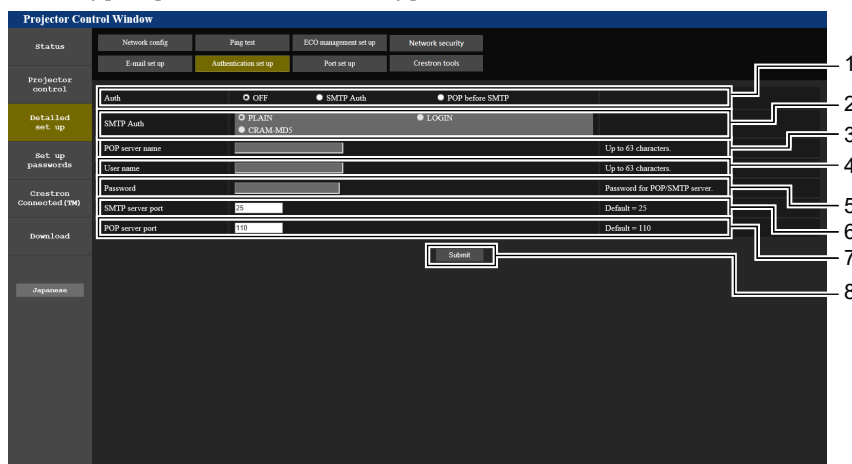 Projector Control Window
Status
Network config
Ping test
ECO management set up
Network security
E-mail set up
Authentication set up
Port set up
Crestron tools
Projector control
Detailed set up
Set up passwords
Crestron Connected(TM)
Download
Japanese
Auth
OFF
SMTP Auth
POP before SMTP
1
SMTP Auth
PLAIN
LOGIN
CRAM-MD5
2
POP server name
Up to 63 characters.
3
User name
Up to 63 characters.
4
Password
Password for POP/SMTP server.
5
SMTP server port
25
Default = 25
6
POP server port
110
Default = 110
7
Submit
8